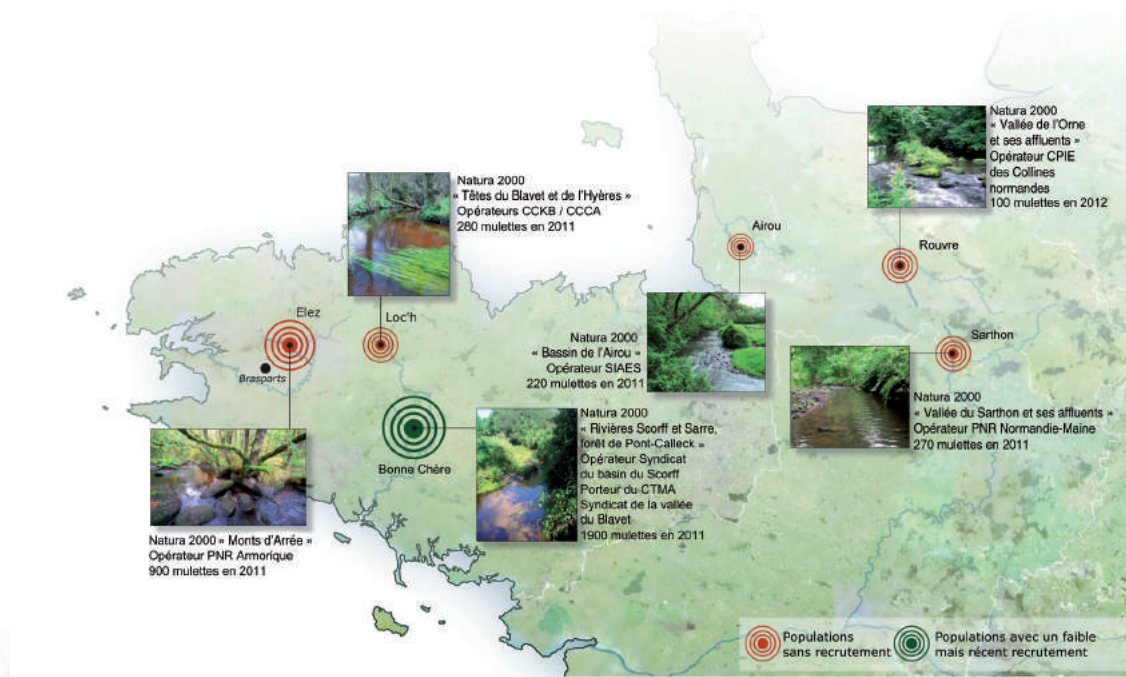 Natura 2000
« Vallée de l'Orne
et ses affluents »
Opérateur CPIE
des Collines
normandes
100 mulettes en 2012
Rouvre
Natura 2000
« Têtes du Blavet et de l'Hyères »
Opérateurs CCKB / CCCA
280 mulettes en 2011
Loc'h
Airou
Natura 2000
« Bassin de l'Airou »
Opérateur SIAES
220 mulettes en 2011
Sarthon
Natura 2000
« Vallée du Sarthon et ses affluents »
Opérateur PNR Normandie-Maine
270 mulettes en 2011
Elez
Brasparts
Natura 2000 « Monts d'Arrée »
Opérateur PNR Armorique
900 mulettes en 2011
Bonne Chère
Natura 2000
« Rivières Scorff et Sarre,
forêt de Pont-Calleck »
Opérateur Syndicat
du basin du Scorff
Porteur du CTMA
Syndicat de la vallée
du Blavet
1900 mulettes en 2011
Populations
sans recrutement
Populations avec un faible
mais récent recrutement